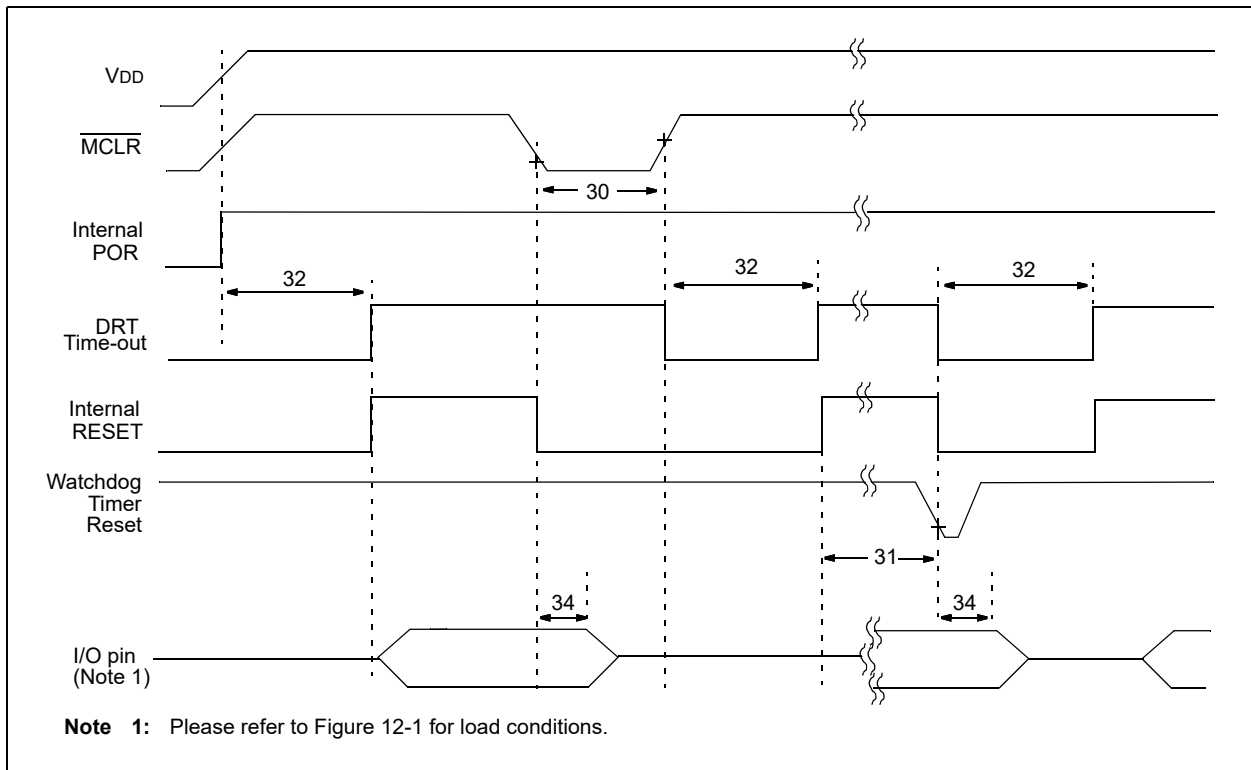 VDD
MCLR
30
Internal
POR
32
32
32
DRT
Time-out
Internal
RESET
Watchdog
Timer
Reset
31
34
34
I/O pin
(Note 1)
Note 1: Please refer to Figure 12-1 for load conditions.